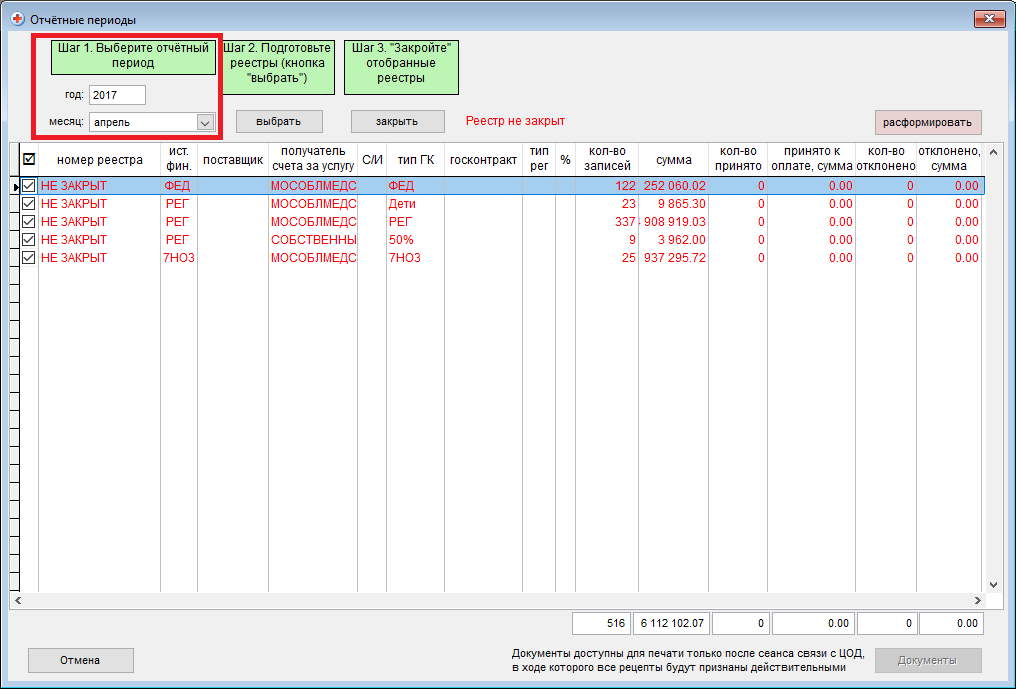 Отчётные периоды
Шаг 1. Выберите отчётный
период
Шаг 2. Подготовьте
реестры (кнопка
"выбрать")
Шаг 3. "Закройте"
отобранные
реестры
год: 2017
месяц: апрель
выбрать
закрыть
Реестр не закрыт
расформировать
номер реестра
ист.
фин.
поставщик
получатель
счета за услугу
С/И
тип ГК
госконтракт
тип
рег
%
кол-во
записей
сумма
кол-во
принято
принято к
оплате, сумма
кол-во
отклонено
отклонено,
сумма
НЕ ЗАКРЫТ ФЕД МОСОБЛМЕДС ФЕД 122 252 060.02 0 0.00 0 0.00
НЕ ЗАКРЫТ РЕГ МОСОБЛМЕДС Дети 23 9 865.30 0 0.00 0 0.00
НЕ ЗАКРЫТ РЕГ МОСОБЛМЕДС РЕГ 337 908 919.03 0 0.00 0 0.00
НЕ ЗАКРЫТ РЕГ СОБСТВЕННЫ 50% 9 3 962.00 0 0.00 0 0.00
НЕ ЗАКРЫТ 7НОЗ МОСОБЛМЕДС 7НОЗ 25 937 295.72 0 0.00 0 0.00
516 6 112 102.07 0 0.00 0 0.00
Отмена
Документы доступны для печати только после сеанса связи с ЦОД,
в ходе которого все рецепты будут признаны действительными
Документы